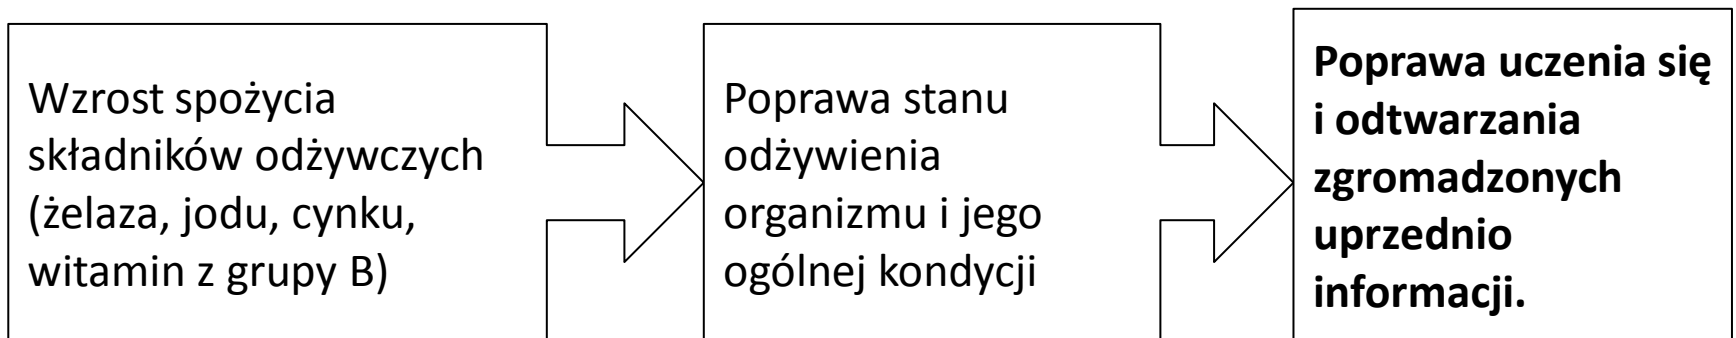 Wzrost spożycia
składników odżywczych
(żelaza, jodu, cynku,
witamin z grupy B)
Poprawa stanu
odżywienia
organizmu i jego
ogólnej kondycji
Poprawa uczenia się
i odtwarzania
zgromadzonych
uprzednio
informacji.